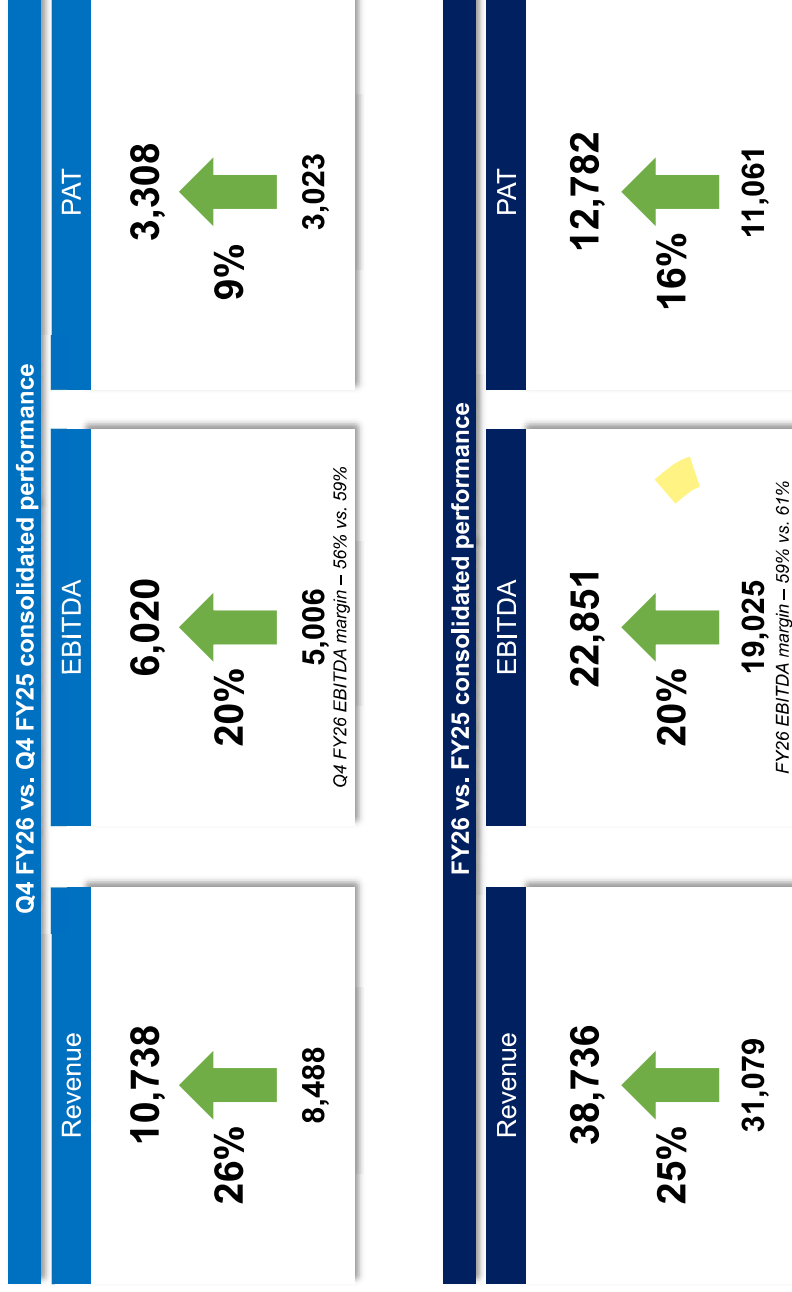 Q4 FY26 vs. Q4 FY25 consolidated performance
Revenue
10,738
26%
8,488
EBITDA
6,020
20%
5,006
Q4 FY26 EBITDA margin – 56% vs. 59%
PAT
3,308
9%
3,023
FY26 vs. FY25 consolidated performance
Revenue
38,736
25%
31,079
EBITDA
22,851
20%
19,025
FY26 EBITDA margin – 59% vs. 61%
PAT
12,782
16%
11,061